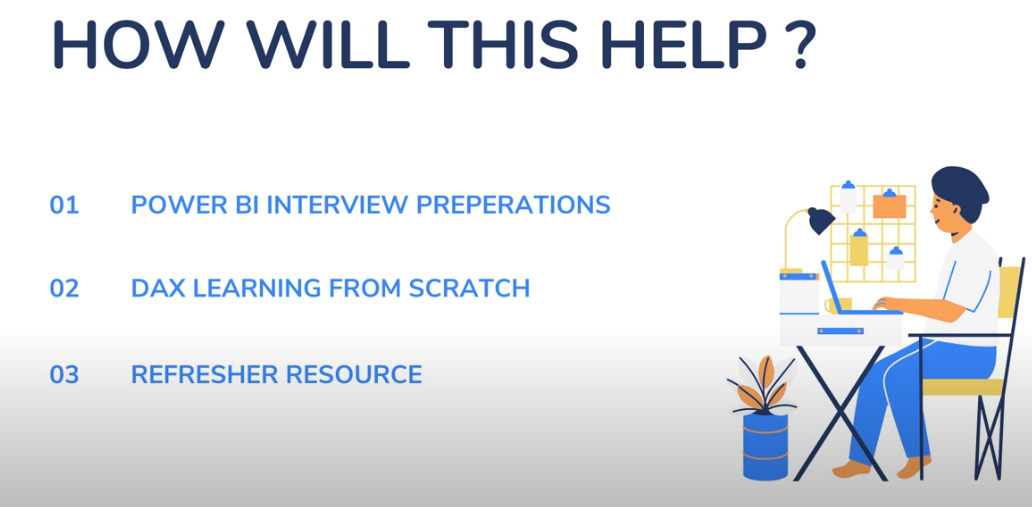 HOW WILL THIS HELP ?
01 POWER BI INTERVIEW PREPERATIONS
02 DAX LEARNING FROM SCRATCH
03 REFRESHER RESOURCE